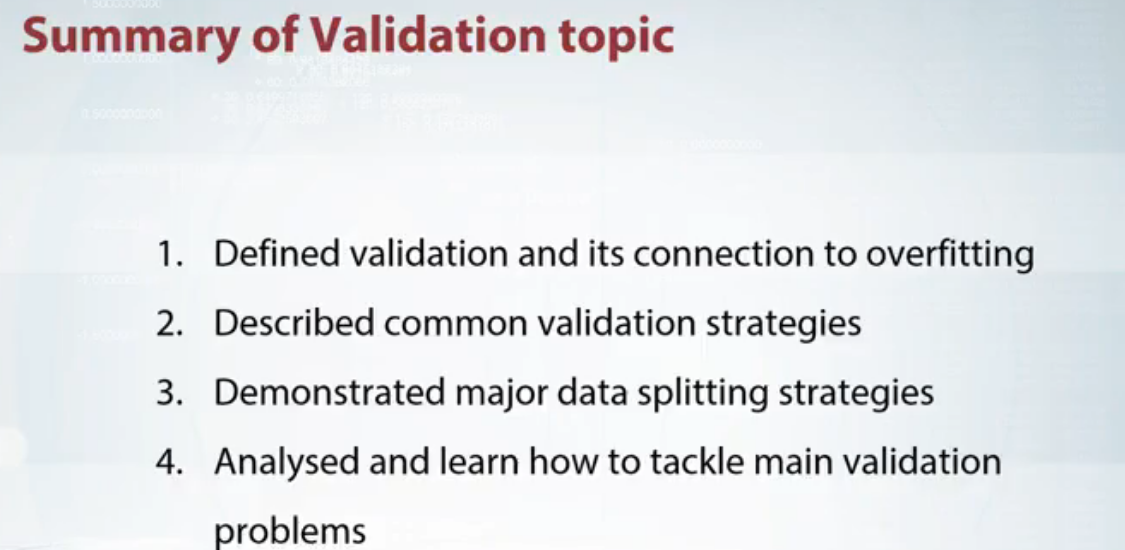 Summary of Validation topic
1. Defined validation and its connection to overfitting
2. Described common validation strategies
3. Demonstrated major data splitting strategies
4. Analysed and learn how to tackle main validation
problems